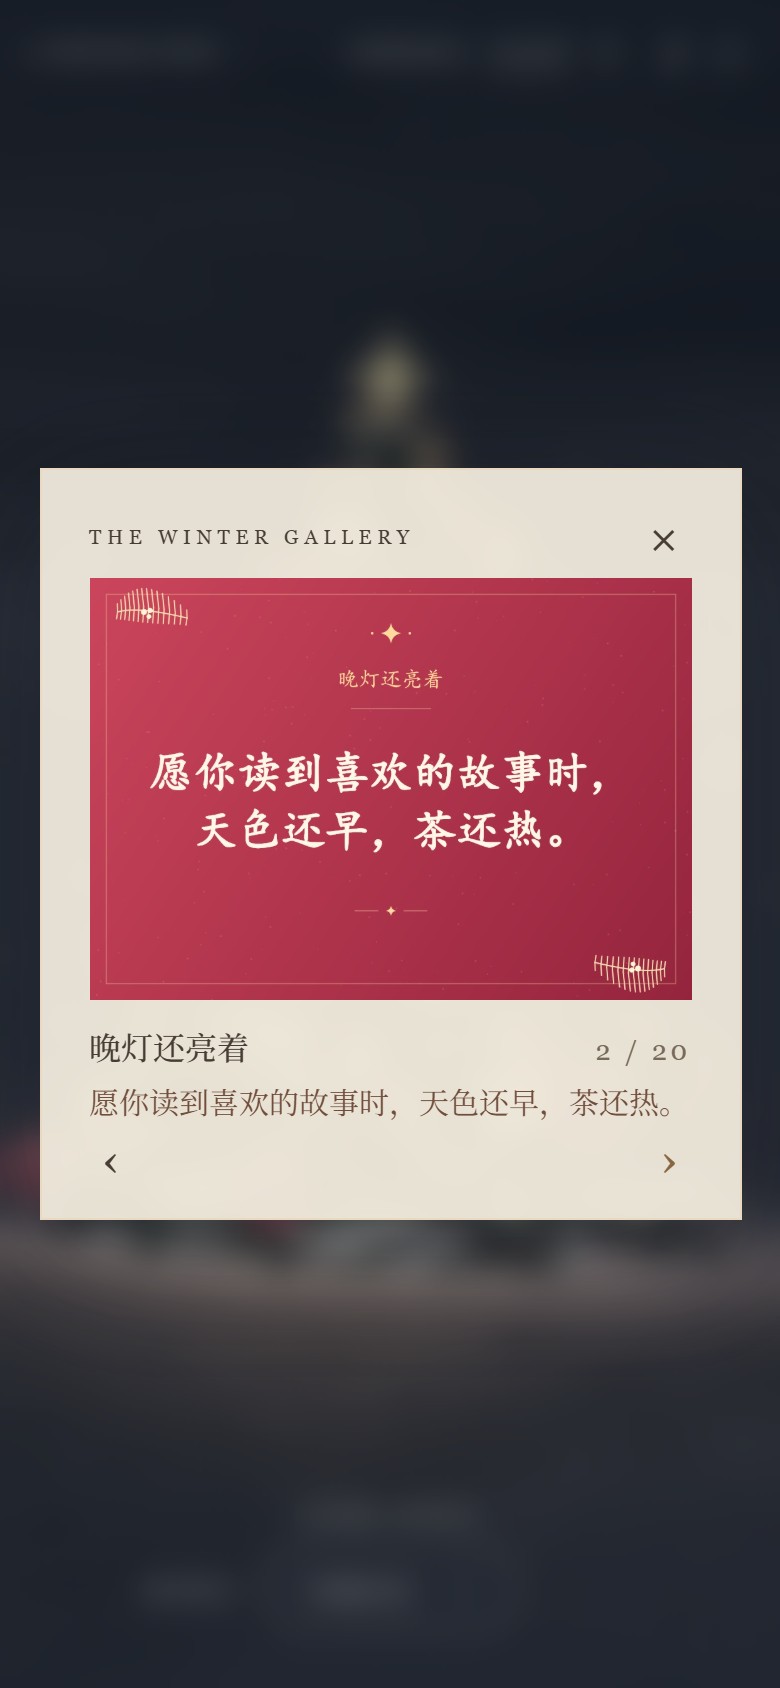 THE WINTER GALLERY
晚灯还亮着
愿你读到喜欢的故事时，
天色还早，茶还热。
晚灯还亮着
2 / 20
愿你读到喜欢的故事时，天色还早，茶还热。